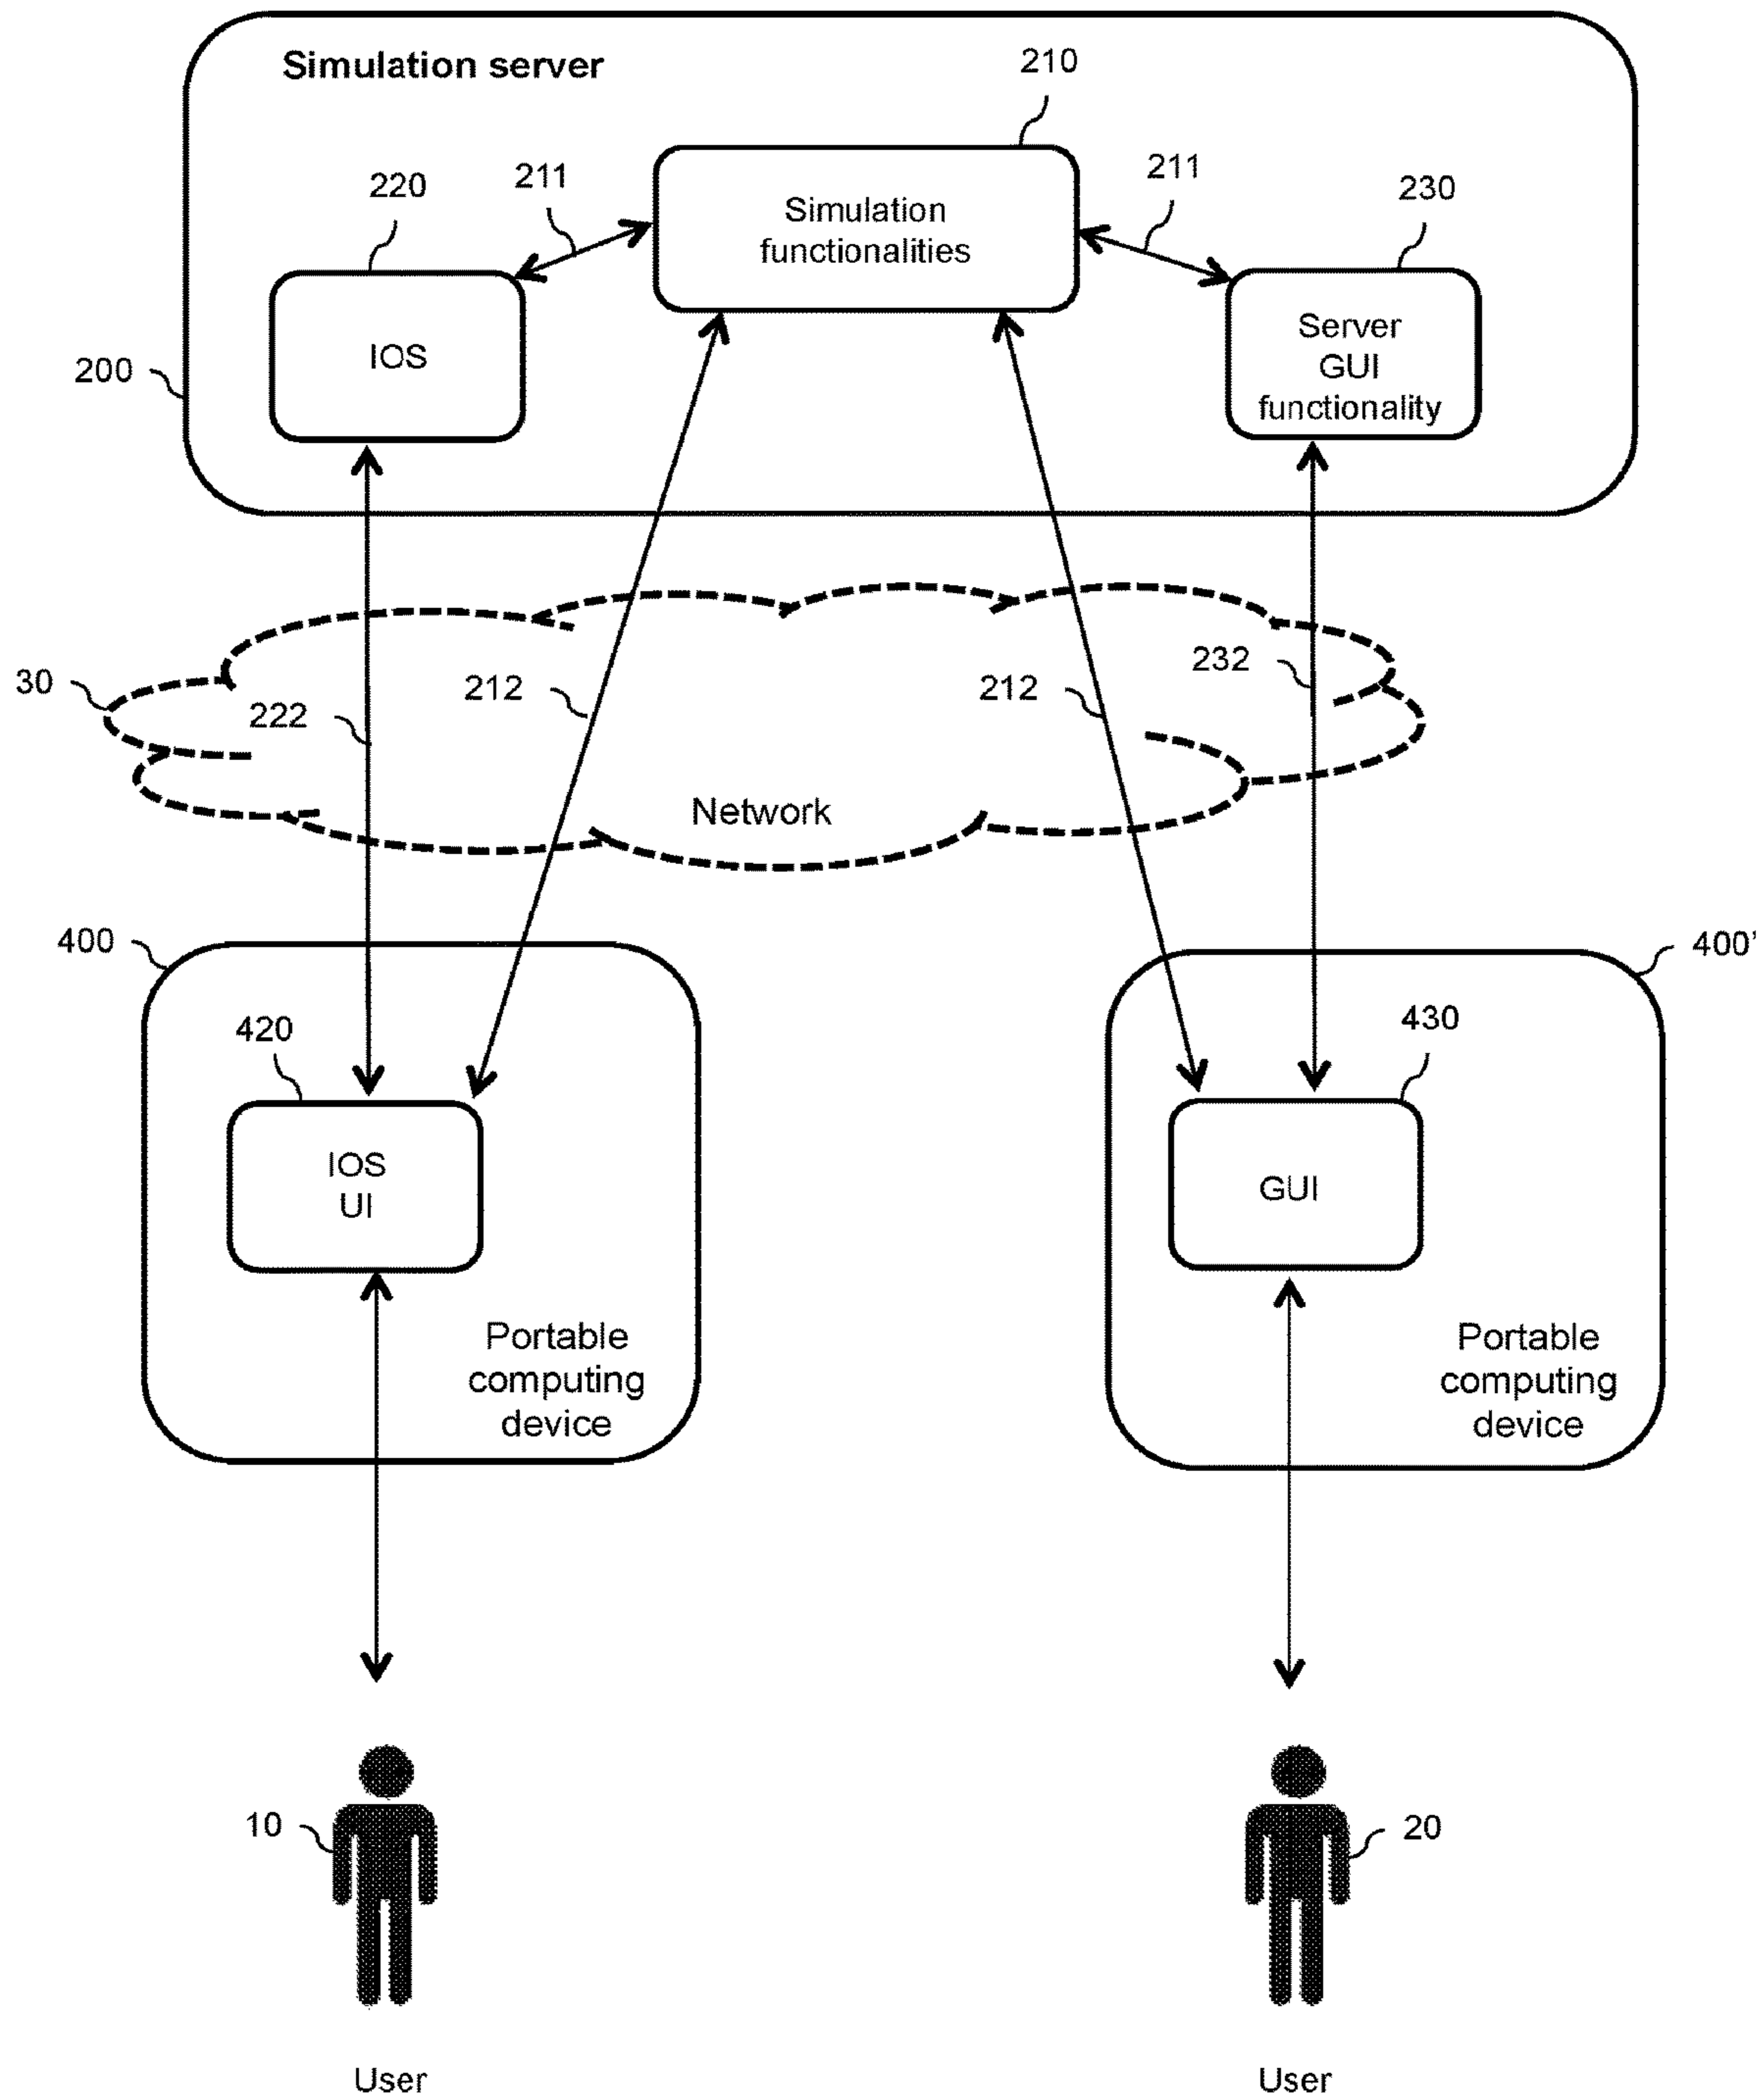 Simulation server
210
220
211
211
230
Simulation
functionalities
IOS
Server
GUI
functionality
200
30
222
212
212
232
Network
400
400’
420
430
IOS
UI
GUI
Portable
computing
device
Portable
computing
device
10
20
User
User